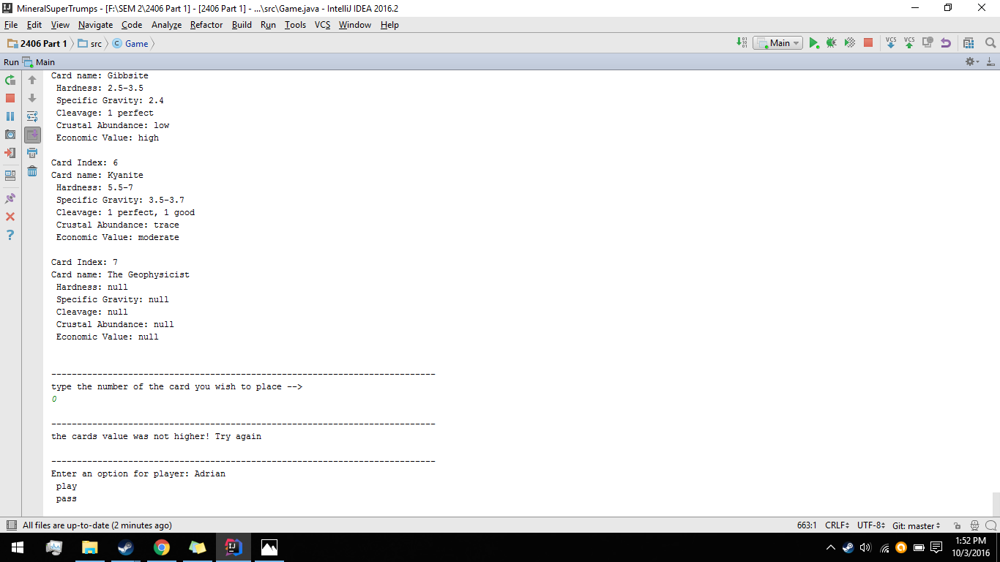 MineralSuperTrumps - [F:\SEM 2\2406 Part 1] - [2406 Part 1] - ...\src\Game.java - IntelliJ IDEA 2016.2
File Edit View Navigate Code Analyze Refactor Build Run Tools VCS Window Help
2406 Part 1 src Game Main VCS VCS
Run Main
Card name: Gibbsite
Hardness: 2.5-3.5
Specific Gravity: 2.4
Cleavage: 1 perfect
Crustal Abundance: low
Economic Value: high
Card Index: 6
Card name: Kyanite
Hardness: 5.5-7
Specific Gravity: 3.5-3.7
Cleavage: 1 perfect, 1 good
Crustal Abundance: trace
Economic Value: moderate
Card Index: 7
Card name: The Geophysicist
Hardness: null
Specific Gravity: null
Cleavage: null
Crustal Abundance: null
Economic Value: null
---------------------------------------------------------------------------
type the number of the card you wish to place -->
0
---------------------------------------------------------------------------
the cards value was not higher! Try again
---------------------------------------------------------------------------
Enter an option for player: Adrian
play
pass
All files are up-to-date (2 minutes ago) 663:1 CRLF UTF-8 Git: master
1:52 PM
10/3/2016